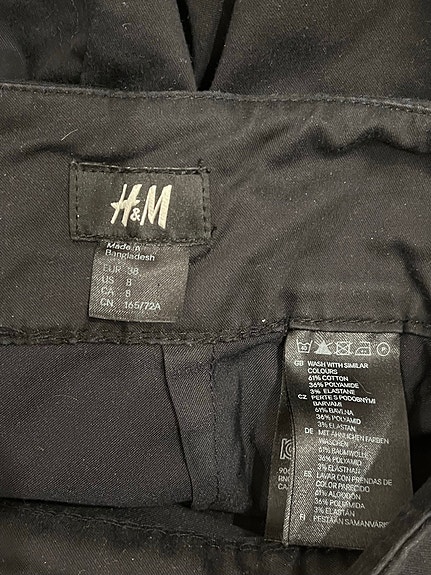 H&M
Made in
Bangladesh
EUR 38
US 8
CA 8
CN 165/72A
40
P
GB WASH WITH SIMILAR
COLOURS
61% COTTON
36% POLYAMIDE
3% ELASTANE
CZ PERTE S PODOBNÝMI
BARVAMI
61% BAVLNA
36% POLYAMID
3% ELASTAN
DE MIT ÄHNLICHEN FARBEN
WASCHEN
61% BAUMWOLLE
36% POLYAMID
3% ELASTHAN
ES LAVAR CON PRENDAS
DE COLOR PARECIDO
61% ALGODÓN
36% POLIAMIDA
3% ELASTÁN
FI PESTÄÄN SAMANVÄRIS